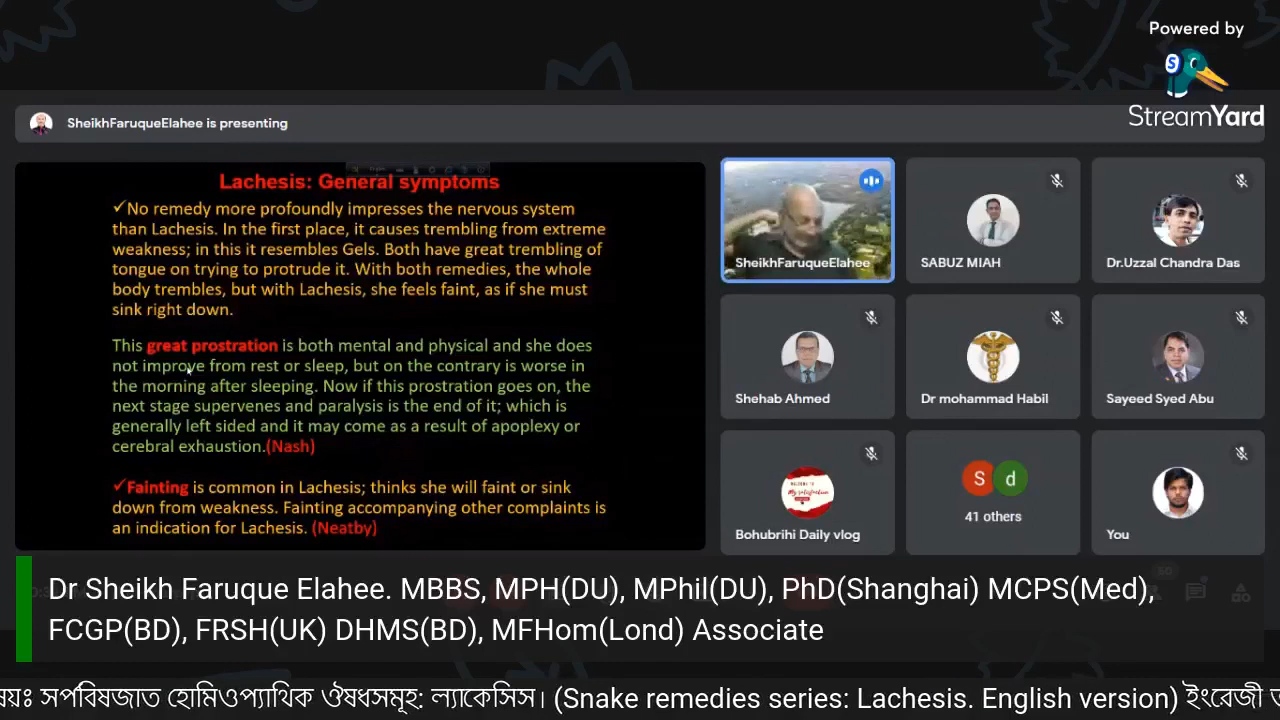 Powered by
StreamYard
SheikhFaruqueElahee is presenting
Lachesis: General symptoms
✓No remedy more profoundly impresses the nervous system
than Lachesis. In the first place, it causes trembling from extreme
weakness; in this it resembles Gels. Both have great trembling of
tongue on trying to protrude it. With both remedies, the whole
body trembles, but with Lachesis, she feels faint, as if she must
sink right down.
This great prostration is both mental and physical and she does
not improve from rest or sleep, but on the contrary is worse in
the morning after sleeping. Now if this prostration goes on, the
next stage supervenes and paralysis is the end of it; which is
generally left sided and it may come as a result of apoplexy or
cerebral exhaustion.(Nash)
✓Fainting is common in Lachesis; thinks she will faint or sink
down from weakness. Fainting accompanying other complaints is
an indication for Lachesis. (Neatby)
SheikhFaruqueElahee
SABUZ MIAH
Dr.Uzzal Chandra Das
Shehab Ahmed
Dr mohammad Habil
Sayeed Syed Abu
S d
Bohubrihi Daily vlog
41 others
You
Dr Sheikh Faruque Elahee. MBBS, MPH(DU), MPhil(DU), PhD(Shanghai) MCPS(Med),
FCGP(BD), FRSH(UK) DHMS(BD), MFHom(Lond) Associate
সর্পবিষজাত হোমিওপ্যাথিক ঔষধসমূহ: ল্যাকেসিস। (Snake remedies series: Lachesis. English version) ইংরেজী